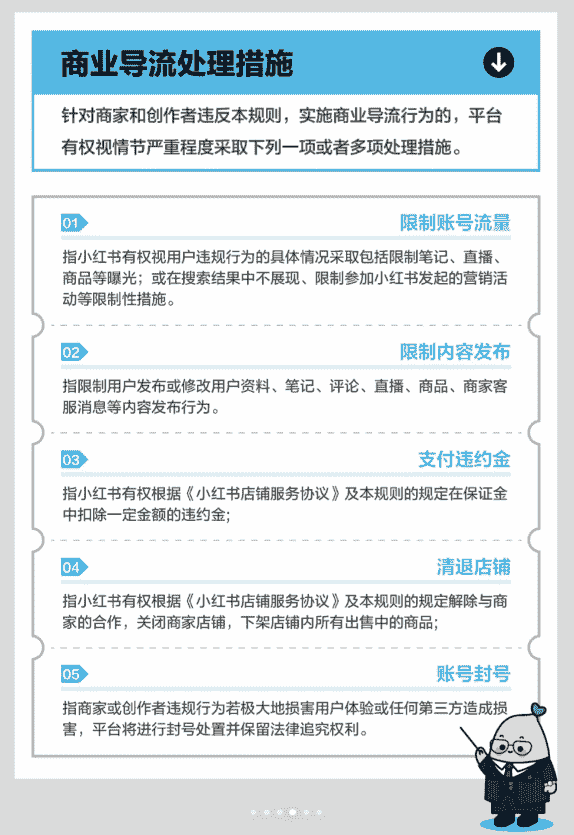 商业导流处理措施
针对商家和创作者违反本规则，实施商业导流行为的，平台
有权视情节严重程度采取下列一项或者多项处理措施。
01
限制账号流量
指小红书有权视用户违规行为的具体情况采取包括限制笔记、直播、
商品等曝光；或在搜索结果中不展现、限制参加小红书发起的营销活
动等限制性措施。
02
限制内容发布
指限制用户发布或修改用户资料、笔记、评论、直播、商品、商家客
服消息等内容发布行为。
03
支付违约金
指小红书有权根据《小红书店铺服务协议》及本规则的规定在保证金
中扣除一定金额的违约金;
04
清退店铺
指小红书有权根据《小红书店铺服务协议》及本规则的规定解除与商
家的合作，关闭商家店铺，下架店铺内所有出售中的商品;
05
账号封号
指商家或创作者违规行为若极大地损害用户体验或任何第三方造成损
害，平台将进行封号处置并保留法律追究权利。